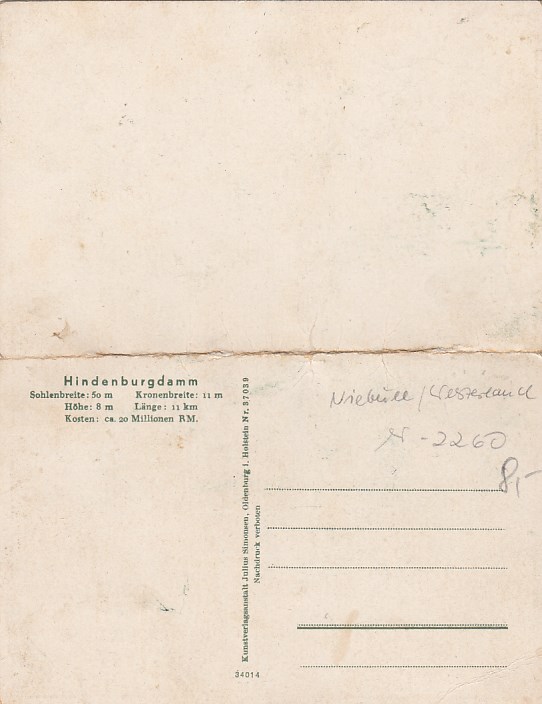 Hindenburgdamm
Sohlenbreite: 50 m Kronenbreite: 11 m
Höhe: 8 m Länge: 11 km
Kosten: ca. 20 Millionen RM.
Kunstverlagsanstalt Julius Simonsen, Oldenburg i. Holstein Nr. 37039
Nachdruck verboten
Niebüll / Westerland
-2260
8,-
34014